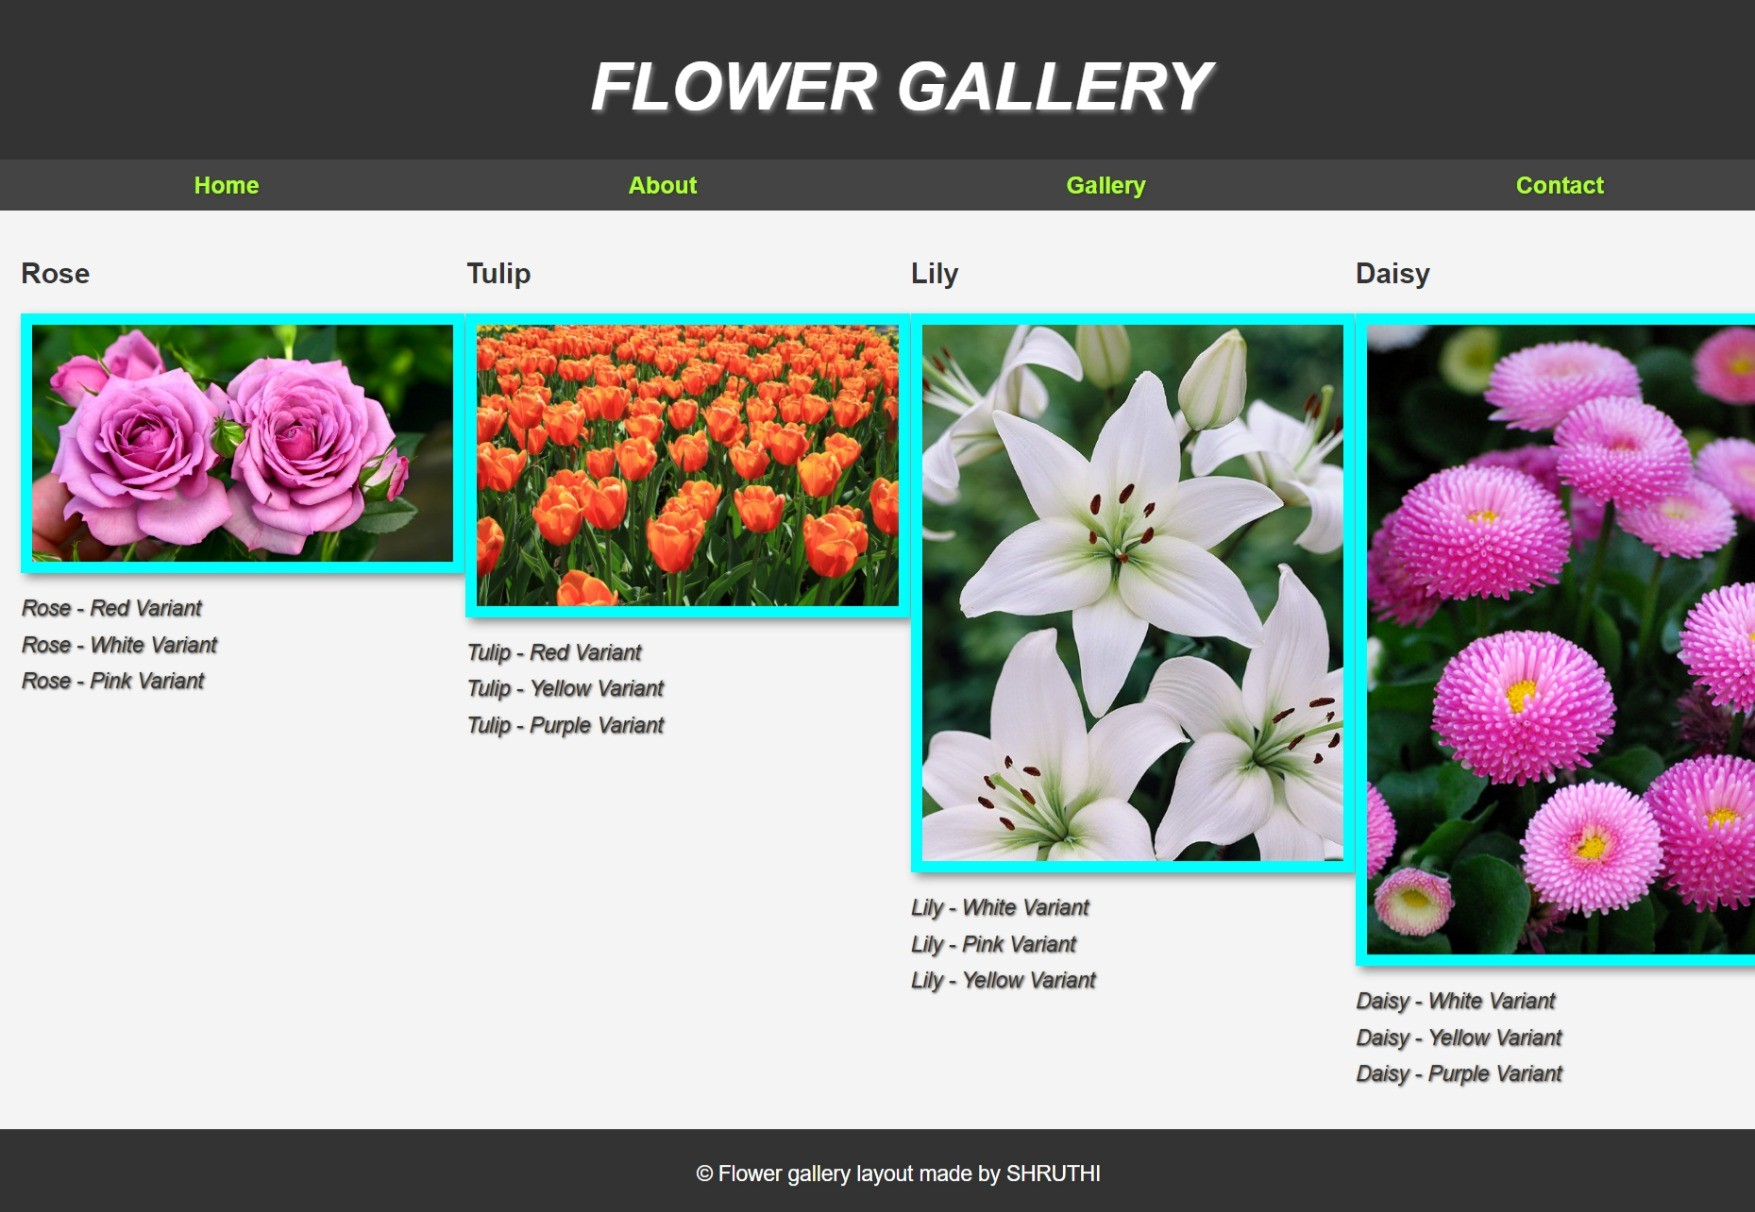 FLOWER GALLERY
Home About Gallery Contact
Rose
Rose - Red Variant
Rose - White Variant
Rose - Pink Variant
Tulip
Tulip - Red Variant
Tulip - Yellow Variant
Tulip - Purple Variant
Lily
Lily - White Variant
Lily - Pink Variant
Lily - Yellow Variant
Daisy
Daisy - White Variant
Daisy - Yellow Variant
Daisy - Purple Variant
© Flower gallery layout made by SHRUTHI